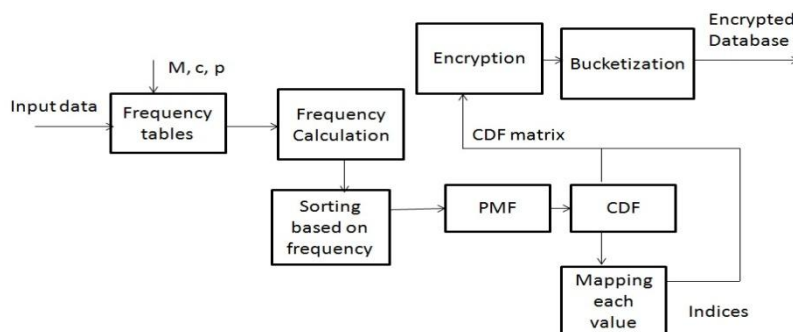 Encrypted
Database
M, c, p
Encryption
Bucketization
Input data
Frequency
tables
Frequency
Calculation
CDF matrix
Sorting
based on
frequency
PMF
CDF
Mapping
each
value
Indices